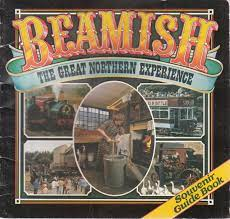 BEAMISH
THE GREAT NORTHERN EXPERIENCE
Souvenir
Guide Book